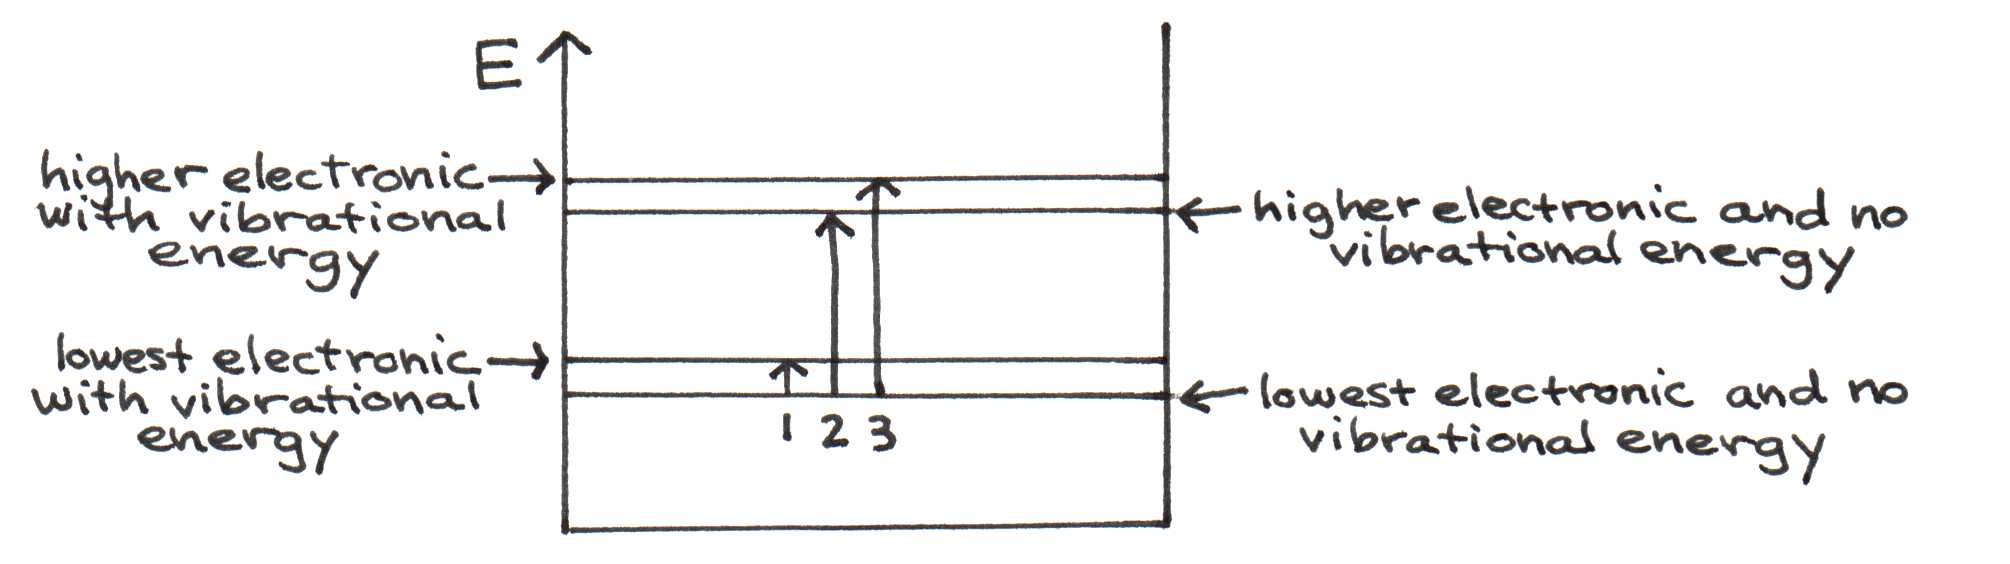 E
higher electronic
with vibrational
energy
higher electronic and no
vibrational energy
lowest electronic
with vibrational
energy
lowest electronic and no
vibrational energy
1 2 3